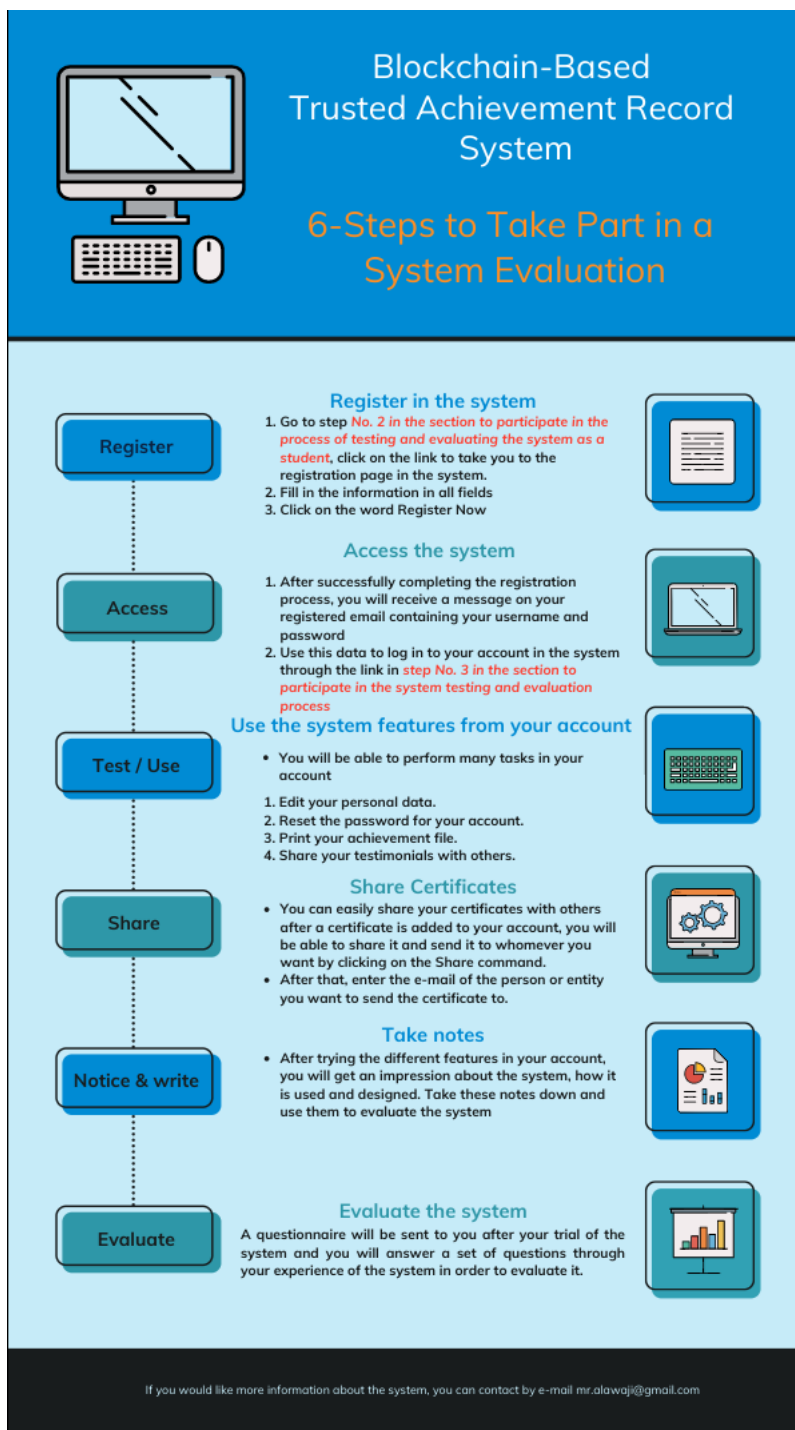 Blockchain-Based
Trusted Achievement Record
System
6-Steps to Take Part in a
System Evaluation
Register
Register in the system
1. Go to step No. 2 in the section to participate in the
process of testing and evaluating the system as a
student, click on the link to take you to the
registration page in the system.
2. Fill in the information in all fields
3. Click on the word Register Now
Access
Access the system
1. After successfully completing the registration
process, you will receive a message on your
registered email containing your username and
password
2. Use this data to log in to your account in the system
through the link in step No. 3 in the section to
participate in the system testing and evaluation
process
Test / Use
Use the system features from your account
• You will be able to perform many tasks in your
account
1. Edit your personal data.
2. Reset the password for your account.
3. Print your achievement file.
4. Share your testimonials with others.
Share
Share Certificates
• You can easily share your certificates with others
after a certificate is added to your account, you will
be able to share it and send it to whomever you
want by clicking on the Share command.
• After that, enter the e-mail of the person or entity
you want to send the certificate to.
Notice & write
Take notes
• After trying the different features in your account,
you will get an impression about the system, how it
is used and designed. Take these notes down and
use them to evaluate the system
Evaluate
Evaluate the system
A questionnaire will be sent to you after your trial of the
system and you will answer a set of questions through
your experience of the system in order to evaluate it.
If you would like more information about the system, you can contact by e-mail mr.alawaji@gmail.com